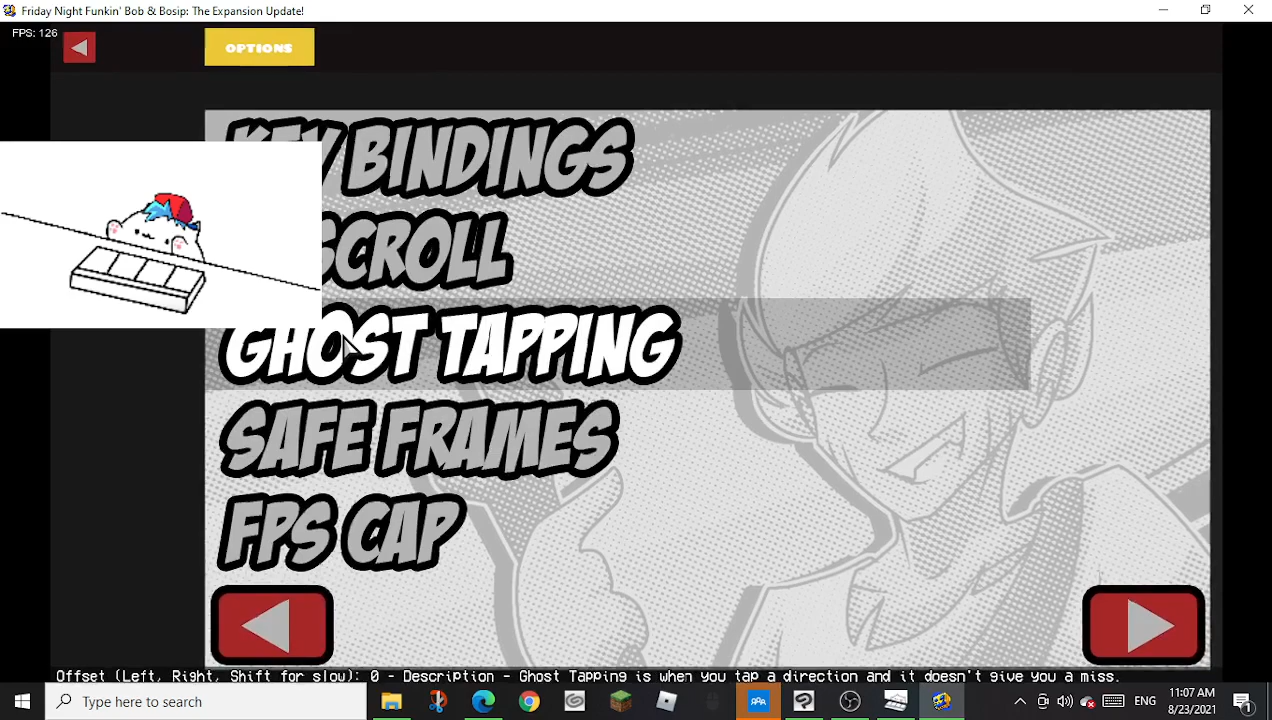 Friday Night Funkin' Bob & Bosip: The Expansion Update!
FPS: 126
OPTIONS
KEY BINDINGS
SCROLL
GHOST TAPPING
SAFE FRAMES
FPS CAP
Offset (Left, Right, Shift for slow): 0 - Description - Ghost Tapping is when you tap a direction and it doesn't give you a miss.
Type here to search
ENG
11:07 AM
8/23/2021
1